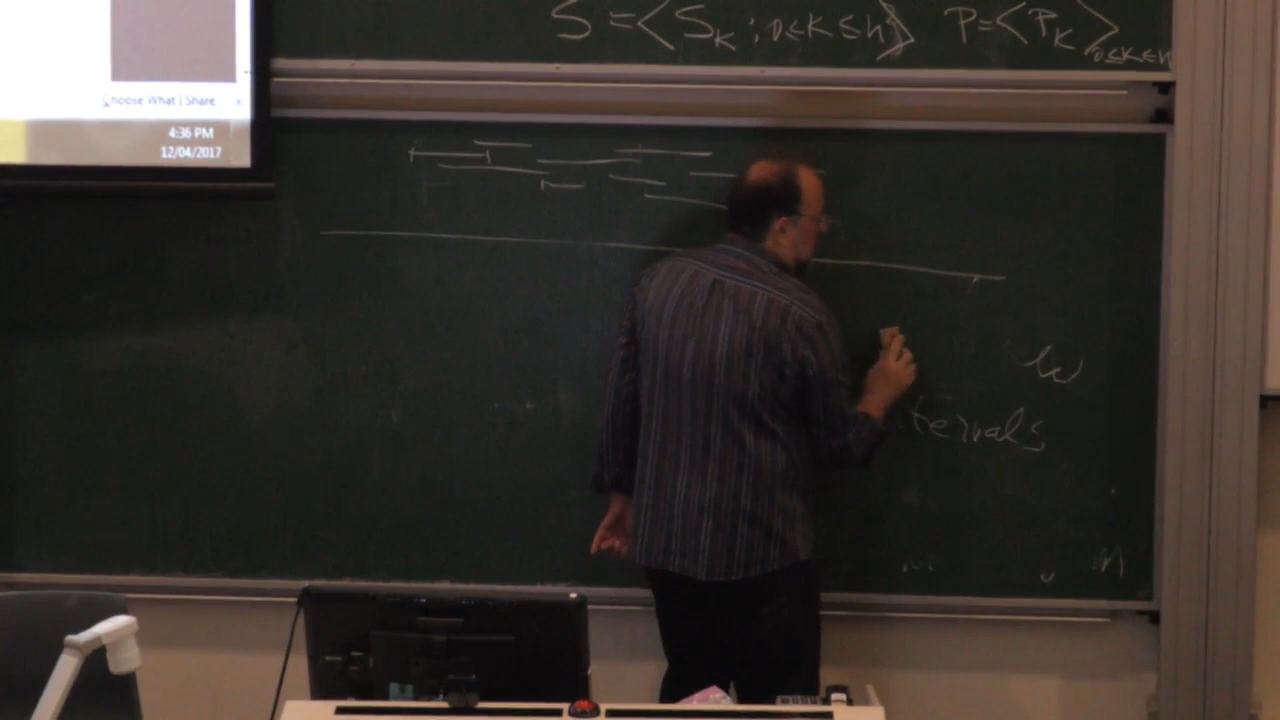 S = < S_K ; 0 ≤ K ≤ n > P = < P_K >_{0 ≤ K ≤ n}
Choose What I Share x
4:36 PM
12/04/2017
tervals